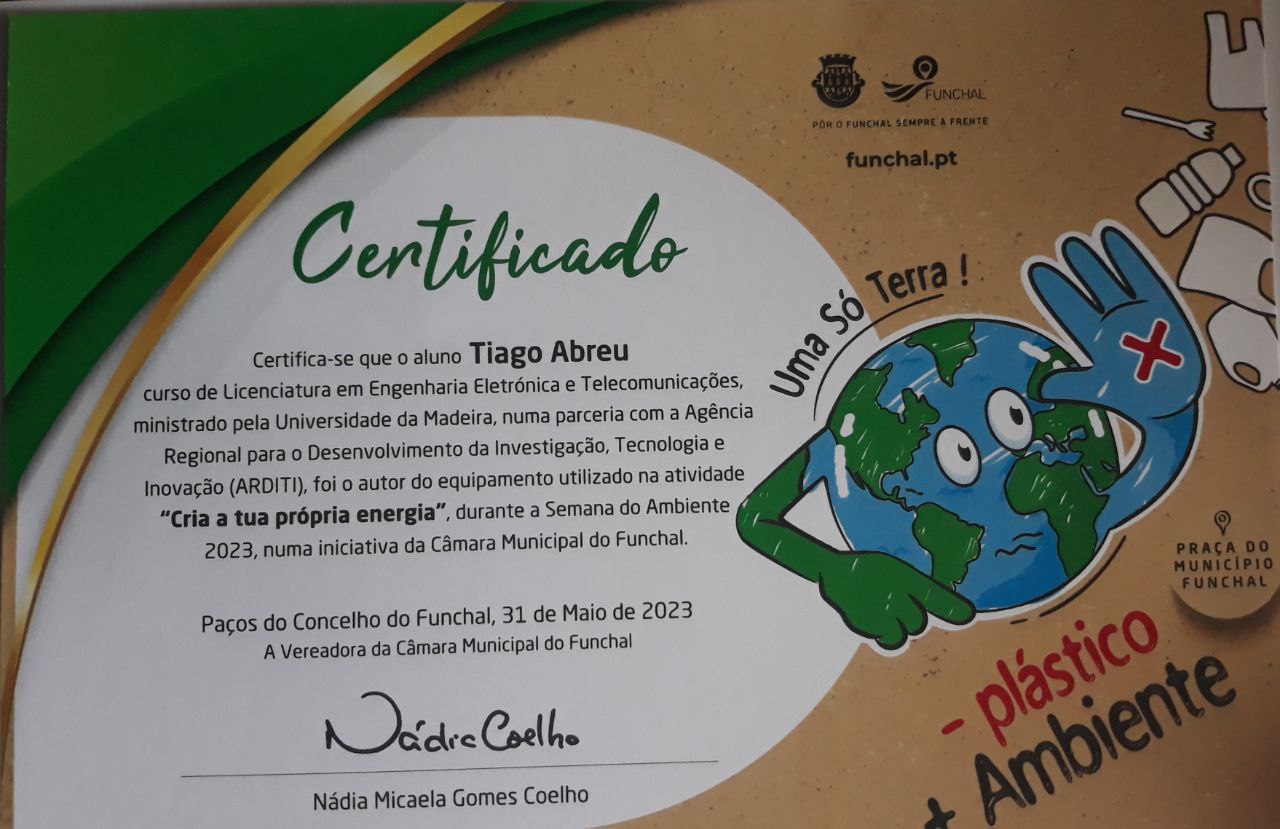 FUNCHAL
PÔR O FUNCHAL SEMPRE À FRENTE
funchal.pt
Certificado
Uma Só Terra !
Certifica-se que o aluno Tiago Abreu
curso de Licenciatura em Engenharia Eletrónica e Telecomunicações,
ministrado pela Universidade da Madeira, numa parceria com a Agência
Regional para o Desenvolvimento da Investigação, Tecnologia e
Inovação (ARDITI), foi o autor do equipamento utilizado na atividade
“Cria a tua própria energia”, durante a Semana do Ambiente
2023, numa iniciativa da Câmara Municipal do Funchal.
Paços do Concelho do Funchal, 31 de Maio de 2023
A Vereadora da Câmara Municipal do Funchal
Nádia Coelho
Nádia Micaela Gomes Coelho
PRAÇA DO
MUNICÍPIO
FUNCHAL
- plástico
+ Ambiente